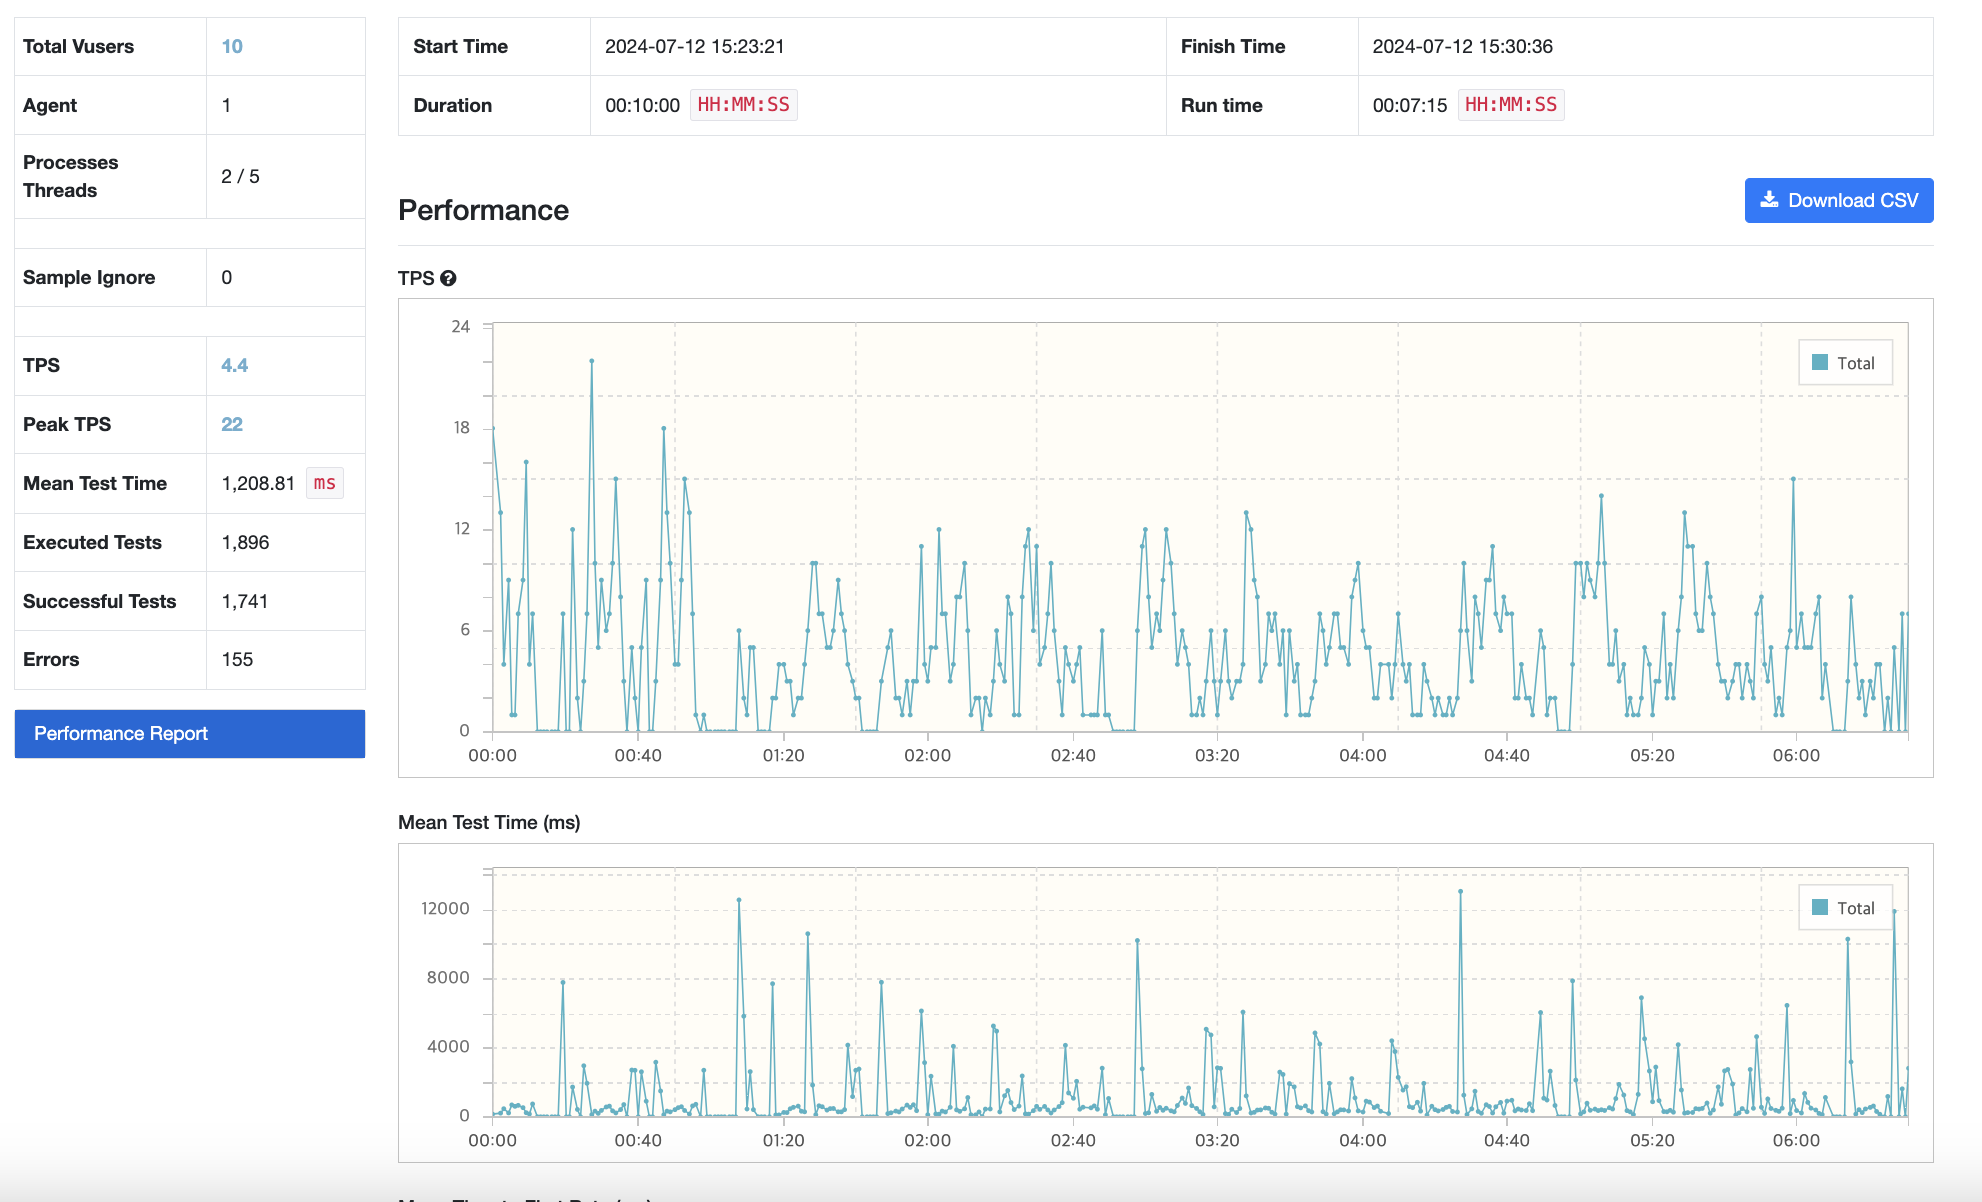 Total Vusers 10
Agent 1
Processes
Threads 2 / 5
Sample Ignore 0
TPS 4.4
Peak TPS 22
Mean Test Time 1,208.81 ms
Executed Tests 1,896
Successful Tests 1,741
Errors 155
Performance Report
Start Time 2024-07-12 15:23:21 Finish Time 2024-07-12 15:30:36
Duration 00:10:00 HH:MM:SS Run time 00:07:15 HH:MM:SS
Performance
Download CSV
TPS
24
18
12
6
0
Total
00:00 00:40 01:20 02:00 02:40 03:20 04:00 04:40 05:20 06:00
Mean Test Time (ms)
12000
8000
4000
0
Total
00:00 00:40 01:20 02:00 02:40 03:20 04:00 04:40 05:20 06:00